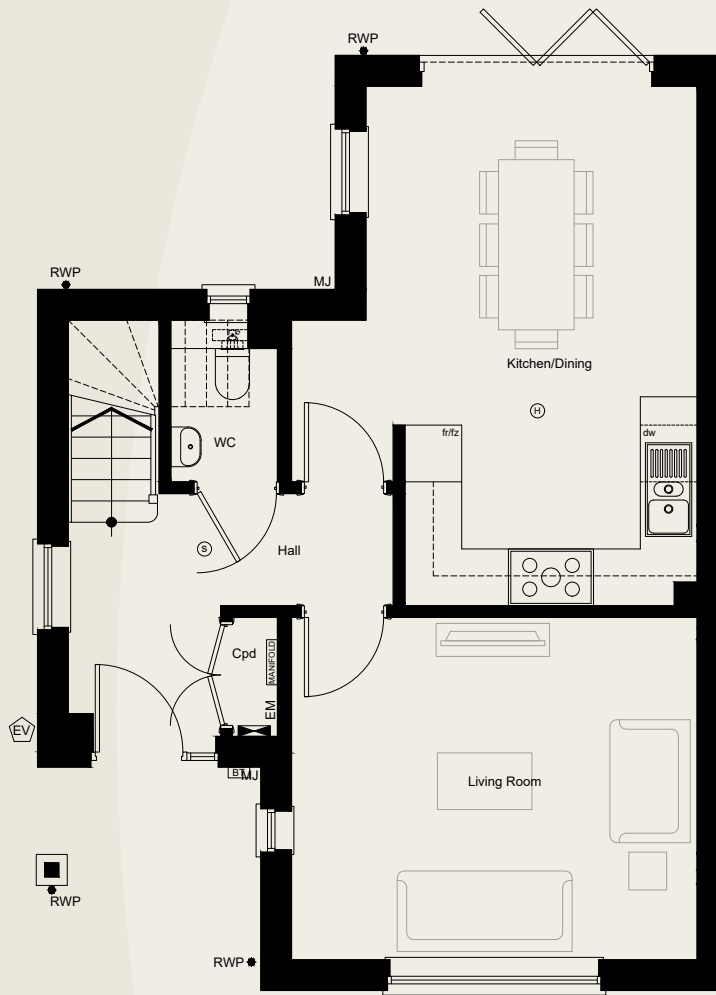 RWP
RWP
MJ
Kitchen/Dining
H
fr/fz
dw
WC
S
Hall
Cpd
MANIFOLD
EM
EV
BT
MJ
Living Room
RWP
RWP